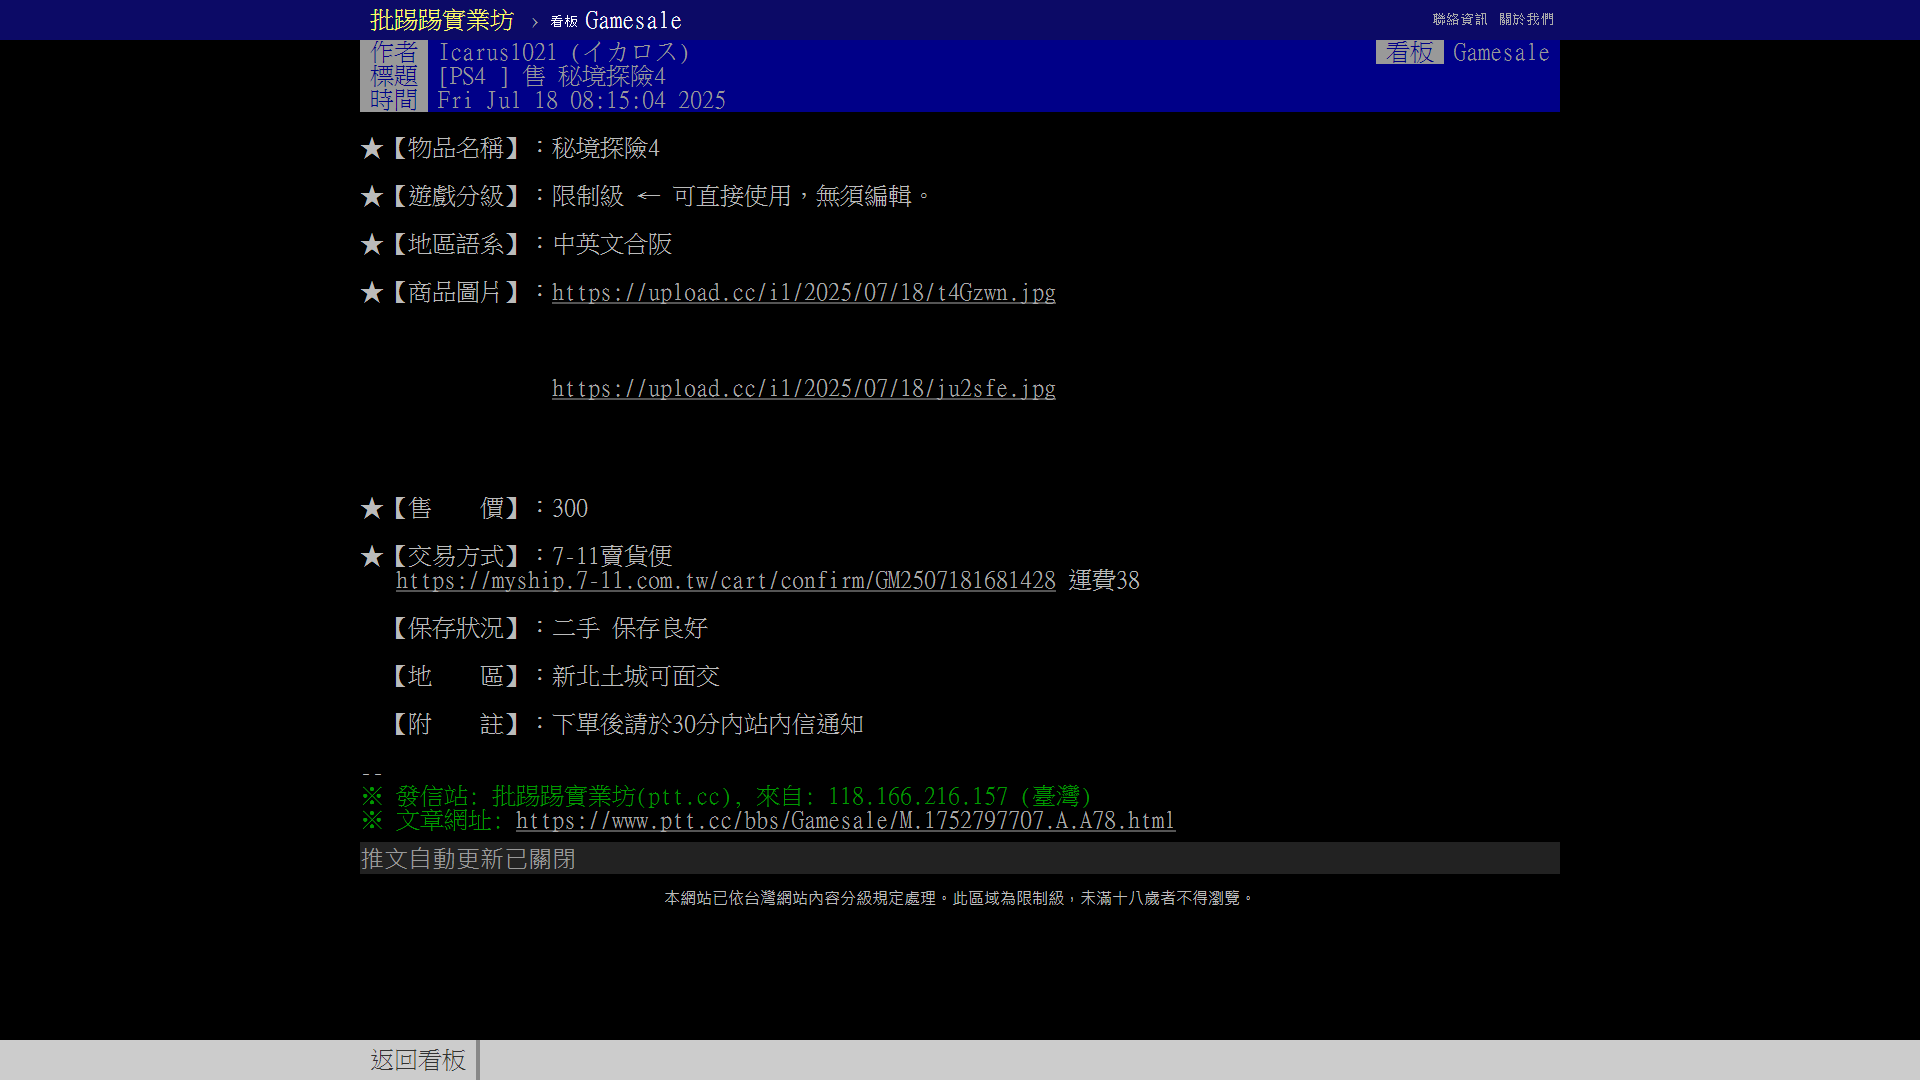 批踢踢實業坊 › 看板 Gamesale 聯絡資訊 關於我們
作者 Icarus1021 (イカロス) 看板 Gamesale
標題 [PS4 ] 售 秘境探險4
時間 Fri Jul 18 08:15:04 2025
★【物品名稱】：秘境探險4
★【遊戲分級】：限制級 ← 可直接使用，無須編輯。
★【地區語系】：中英文合阪
★【商品圖片】：https://upload.cc/i1/2025/07/18/t4Gzwn.jpg
https://upload.cc/i1/2025/07/18/ju2sfe.jpg
★【售　　價】：300
★【交易方式】：7-11賣貨便
https://myship.7-11.com.tw/cart/confirm/GM2507181681428 運費38
【保存狀況】：二手 保存良好
【地　　區】：新北土城可面交
【附　　註】：下單後請於30分內站內信通知
--
※ 發信站: 批踢踢實業坊(ptt.cc), 來自: 118.166.216.157 (臺灣)
※ 文章網址: https://www.ptt.cc/bbs/Gamesale/M.1752797707.A.A78.html
推文自動更新已關閉
本網站已依台灣網站內容分級規定處理。此區域為限制級，未滿十八歲者不得瀏覽。
返回看板